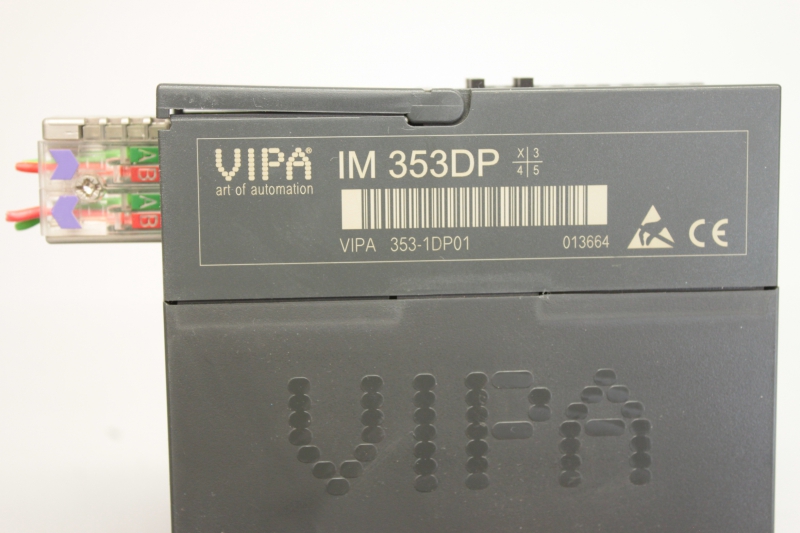 VIPA®
art of automation
IM 353DP
X 3
4 5
VIPA 353-1DP01 013664
CE
A
B
A
B
VIPA